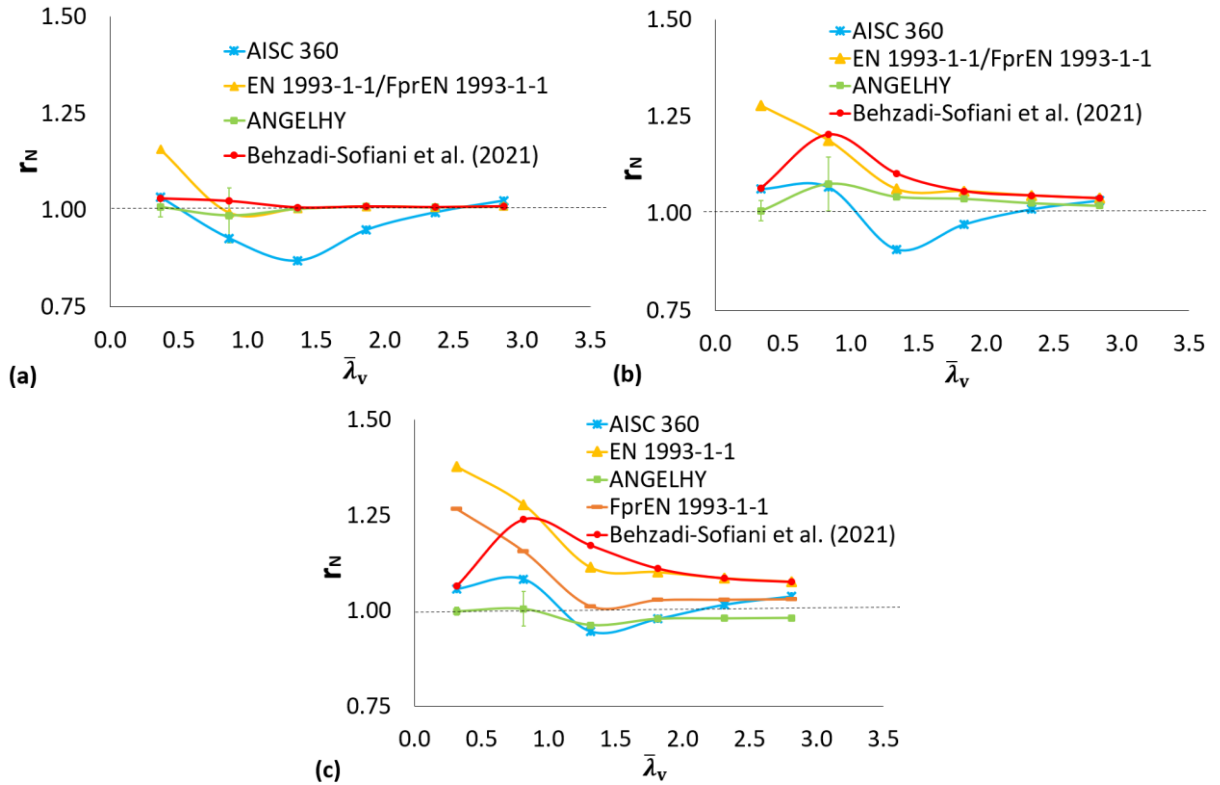 1.50
1.25
1.00
0.75
rN
AISC 360
EN 1993-1-1/FprEN 1993-1-1
ANGELHY
Behzadi-Sofiani et al. (2021)
0.0 0.5 1.0 1.5 2.0 2.5 3.0 3.5
λ̄v
(a)
1.50
1.25
1.00
0.75
rN
AISC 360
EN 1993-1-1/FprEN 1993-1-1
ANGELHY
Behzadi-Sofiani et al. (2021)
0.0 0.5 1.0 1.5 2.0 2.5 3.0 3.5
λ̄v
(b)
1.50
1.25
1.00
0.75
rN
AISC 360
EN 1993-1-1
ANGELHY
FprEN 1993-1-1
Behzadi-Sofiani et al. (2021)
0.0 0.5 1.0 1.5 2.0 2.5 3.0 3.5
λ̄v
(c)